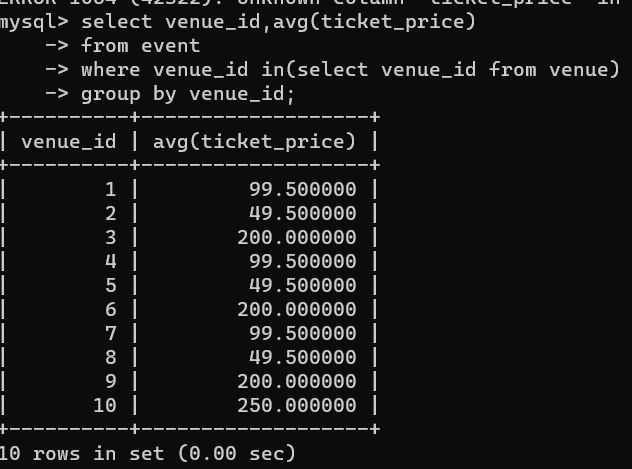 ERROR 1054 (42S22): Unknown column 'ticket_price' in
mysql> select venue_id,avg(ticket_price)
    -> from event
    -> where venue_id in(select venue_id from venue)
    -> group by venue_id;
+----------+-------------------+
| venue_id | avg(ticket_price) |
+----------+-------------------+
|        1 |         99.500000 |
|        2 |         49.500000 |
|        3 |        200.000000 |
|        4 |         99.500000 |
|        5 |         49.500000 |
|        6 |        200.000000 |
|        7 |         99.500000 |
|        8 |         49.500000 |
|        9 |        200.000000 |
|       10 |        250.000000 |
+----------+-------------------+
10 rows in set (0.00 sec)